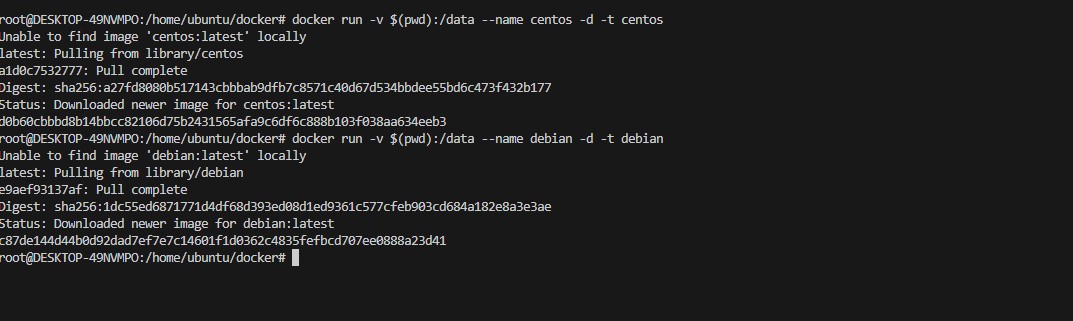 root@DESKTOP-49NVMPO:/home/ubuntu/docker# docker run -v $(pwd):/data --name centos -d -t centos
Unable to find image 'centos:latest' locally
latest: Pulling from library/centos
a1d0c7532777: Pull complete
Digest: sha256:a27fd8080b517143cbbbab9dfb7c8571c40d67d534bbdee55bd6c473f432b177
Status: Downloaded newer image for centos:latest
d0b60cbbbd8b14bbcc82106d75b2431565afa9c6df6c888b103f038aa634eeb3
root@DESKTOP-49NVMPO:/home/ubuntu/docker# docker run -v $(pwd):/data --name debian -d -t debian
Unable to find image 'debian:latest' locally
latest: Pulling from library/debian
e9aef93137af: Pull complete
Digest: sha256:1dc55ed6871771d4df68d393ed08d1ed9361c577cfeb903cd684a182e8a3e3ae
Status: Downloaded newer image for debian:latest
c87de144d44b0d92dad7ef7e7c14601f1d0362c4835fefbcd707ee0888a23d41
root@DESKTOP-49NVMPO:/home/ubuntu/docker#